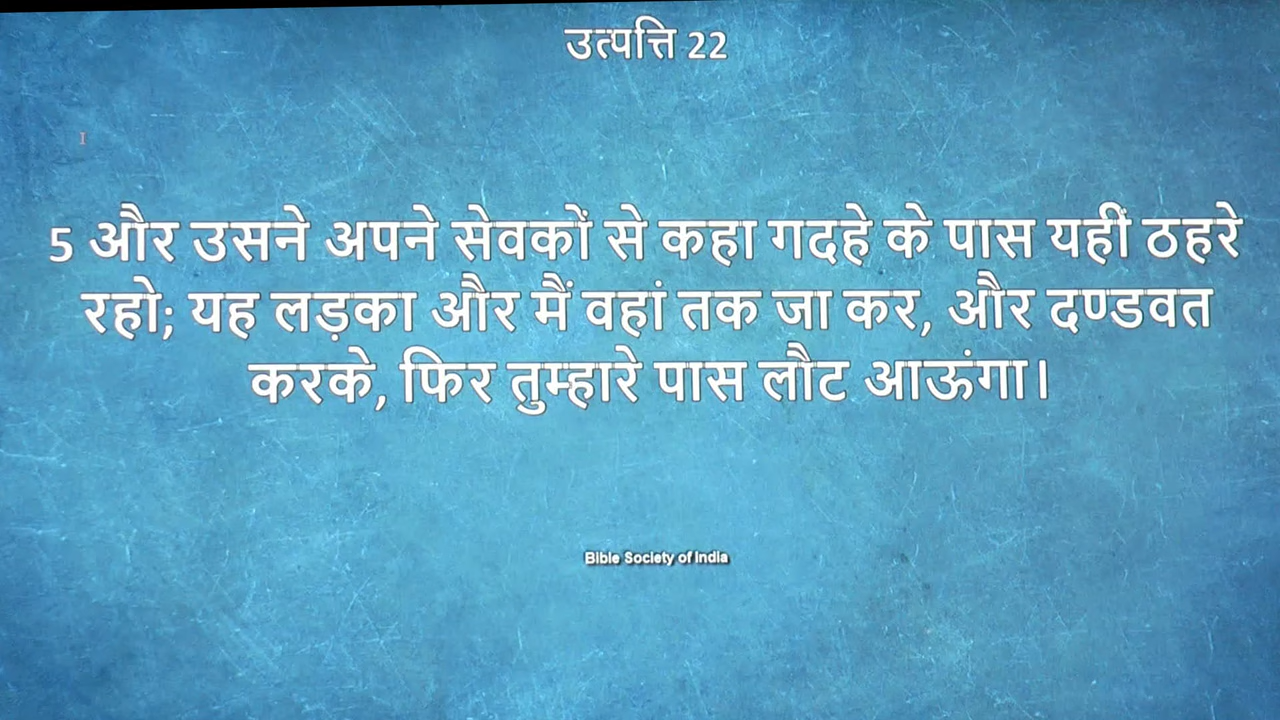 उत्पत्ति 22
5 और उसने अपने सेवकों से कहा गदहे के पास यहीं ठहरे
रहो; यह लड़का और मैं वहां तक जा कर, और दण्डवत
करके, फिर तुम्हारे पास लौट आऊंगा।
Bible Society of India